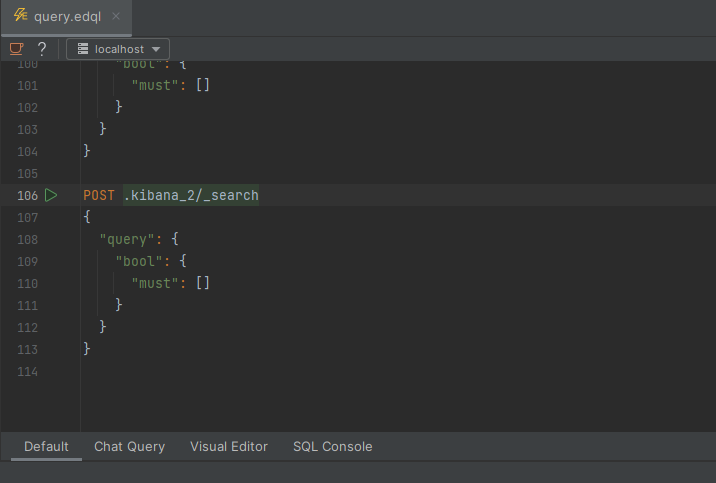 query.edql
?
localhost
100 "bool": {
101 "must": []
102 }
103 }
104 }
105
106 POST .kibana_2/_search
107 {
108 "query": {
109 "bool": {
110 "must": []
111 }
112 }
113 }
114
Default Chat Query Visual Editor SQL Console